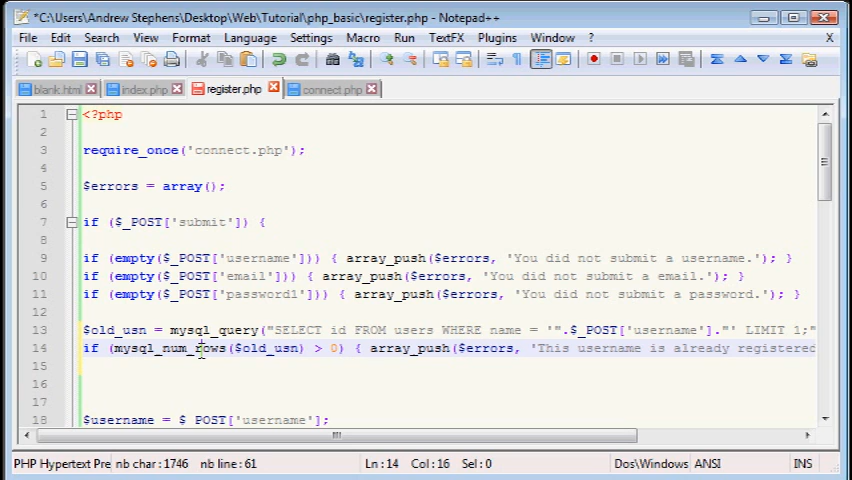 *C:\Users\Andrew Stephens\Desktop\Web\Tutorial\php_basic\register.php - Notepad++
File Edit Search View Format Language Settings Macro Run TextFX Plugins Window ? X
blank.html index.php register.php connect.php
1 <?php
2
3 require_once('connect.php');
4
5 $errors = array();
6
7 if ($_POST['submit']) {
8
9 if (empty($_POST['username'])) { array_push($errors, 'You did not submit a username.'); }
10 if (empty($_POST['email'])) { array_push($errors, 'You did not submit a email.'); }
11 if (empty($_POST['password1'])) { array_push($errors, 'You did not submit a password.'); }
12
13 $old_usn = mysql_query("SELECT id FROM users WHERE name = '".$_POST['username']."' LIMIT 1;"
14 if (mysql_num_rows($old_usn) > 0) { array_push($errors, 'This username is already registered
15
16
17
18 $username = $_POST['username'];
PHP Hypertext Pre nb char : 1746 nb line : 61 Ln : 14 Col : 16 Sel : 0 Dos\Windows ANSI INS